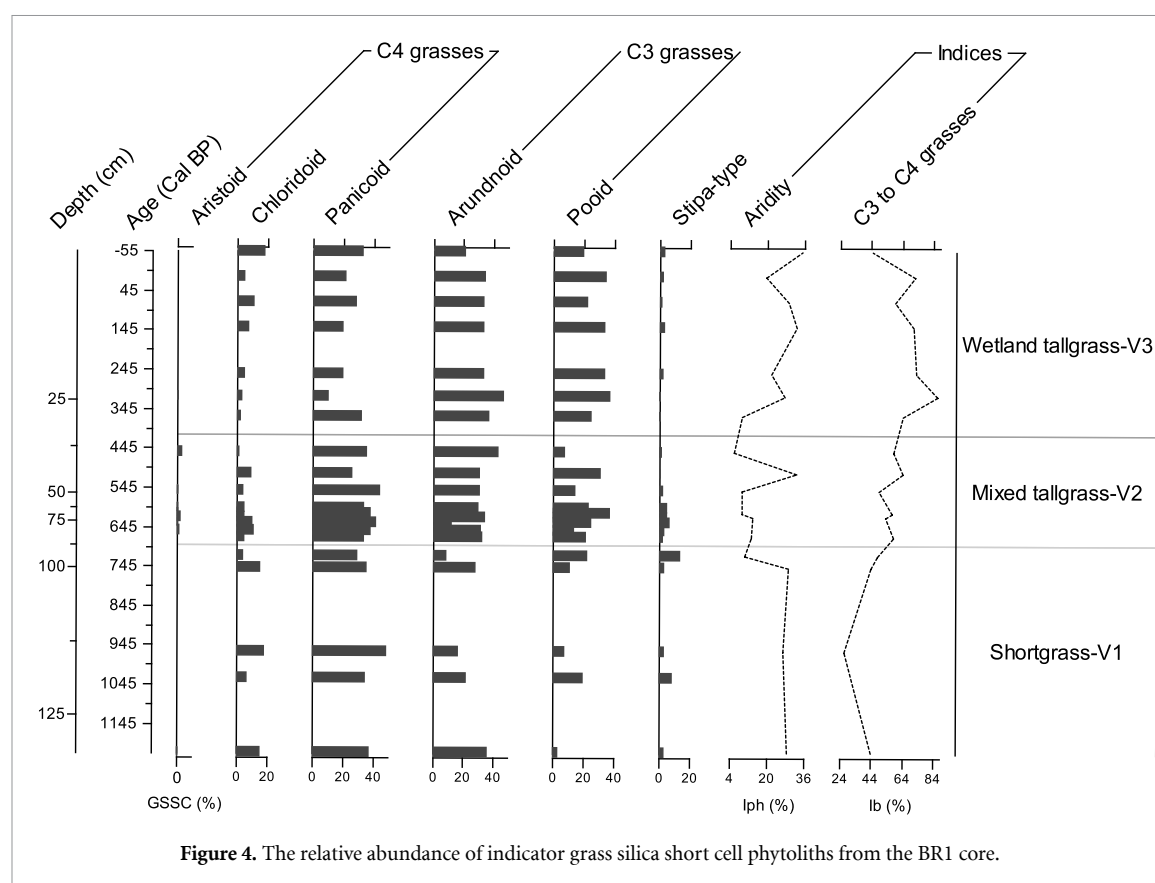 C4 grasses
C3 grasses
Indices
Depth (cm)
Age (Cal BP)
Aristoid
Chloridoid
Panicoid
Arundnoid
Pooid
Stipa-type
Aridity
C3 to C4 grasses
-55
45
145
245
25
345
445
50
545
75
645
745
100
845
945
1045
125
1145
Wetland tallgrass-V3
Mixed tallgrass-V2
Shortgrass-V1
0 0 20 0 20 40 0 20 40 0 20 40 0 20 4 20 36 24 44 64 84
GSSC (%) Iph (%) Ib (%)
Figure 4. The relative abundance of indicator grass silica short cell phytoliths from the BR1 core.